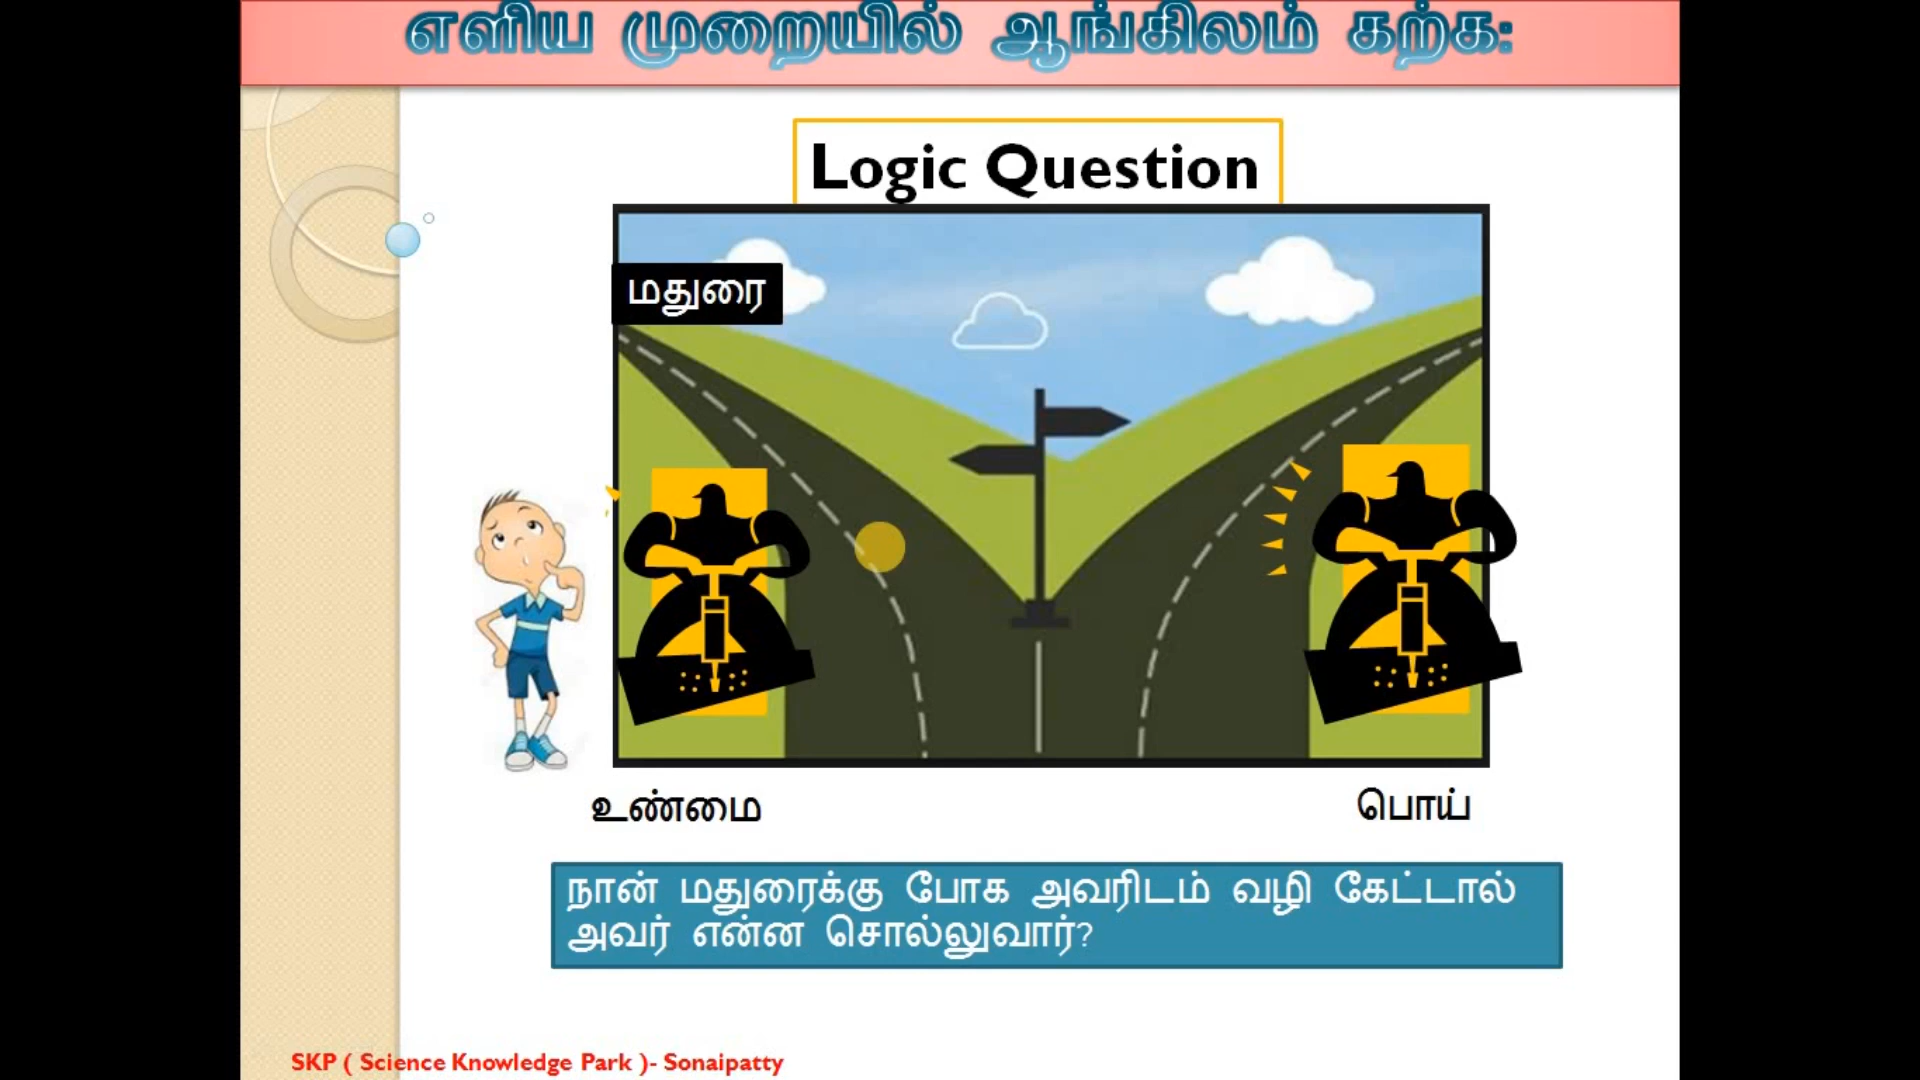 எளிய முறையில் ஆங்கிலம் கற்க:
Logic Question
மதுரை
உண்மை
பொய்
நான் மதுரைக்கு போக அவரிடம் வழி கேட்டால்
அவர் என்ன சொல்லுவார்?
SKP ( Science Knowledge Park )- Sonaipatty